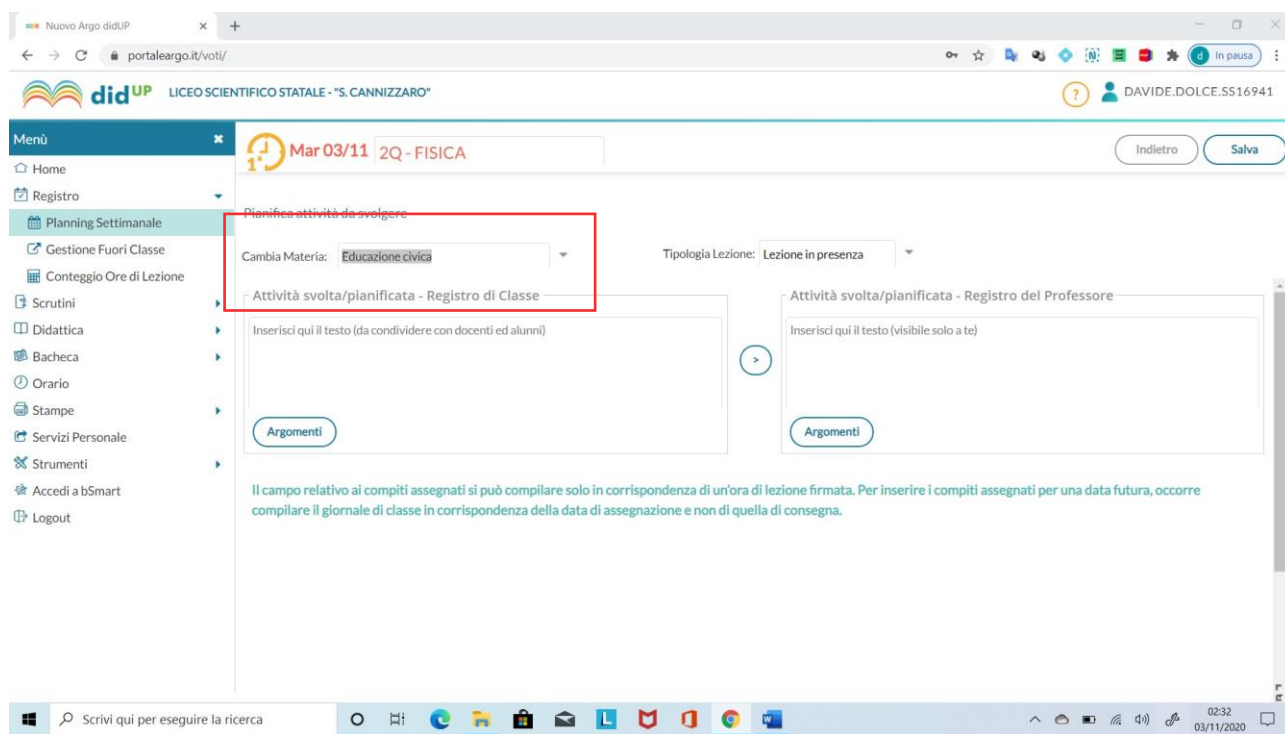 Nuovo Argo didUP
portaleargo.it/voti/
In pausa
didUP LICEO SCIENTIFICO STATALE - "S. CANNIZZARO"
? DAVIDE.DOLCE.SS16941
Menù
Home
Registro
Planning Settimanale
Gestione Fuori Classe
Conteggio Ore di Lezione
Scrutini
Didattica
Bacheca
Orario
Stampe
Servizi Personale
Strumenti
Accedi a bSmart
Logout
1° Mar 03/11 2Q - FISICA
Indietro
Salva
Pianifica attività da svolgere
Cambia Materia: Educazione civica
Tipologia Lezione: Lezione in presenza
Attività svolta/pianificata - Registro di Classe
Inserisci qui il testo (da condividere con docenti ed alunni)
Argomenti
>
Attività svolta/pianificata - Registro del Professore
Inserisci qui il testo (visibile solo a te)
Argomenti
Il campo relativo ai compiti assegnati si può compilare solo in corrispondenza di un'ora di lezione firmata. Per inserire i compiti assegnati per una data futura, occorre
compilare il giornale di classe in corrispondenza della data di assegnazione e non di quella di consegna.
Scrivi qui per eseguire la ricerca
02:32
03/11/2020